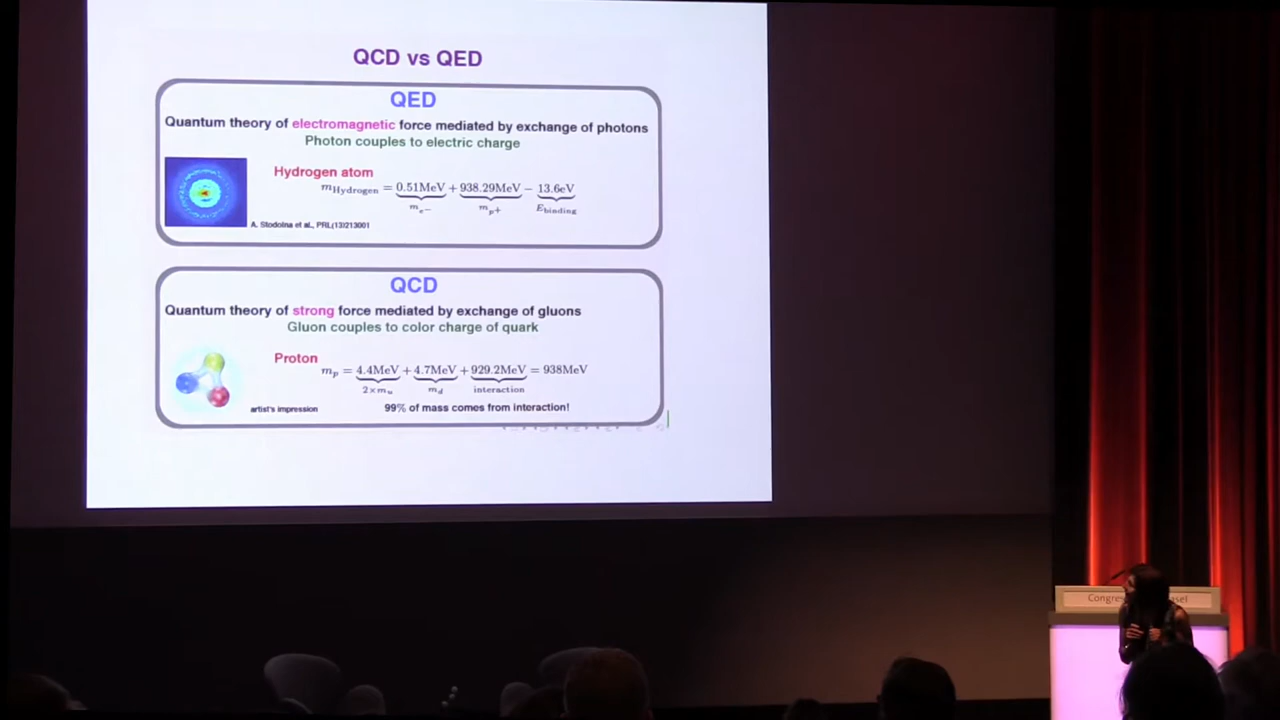 QCD vs QED
QED
Quantum theory of electromagnetic force mediated by exchange of photons
Photon couples to electric charge
Hydrogen atom
m_Hydrogen = 0.51MeV + 938.29MeV − 13.6eV
m_e− m_p+ E_binding
A. Stodolna et al., PRL(13)213001
QCD
Quantum theory of strong force mediated by exchange of gluons
Gluon couples to color charge of quark
Proton
m_p = 4.4MeV + 4.7MeV + 929.2MeV = 938MeV
2×m_u m_d interaction
artist's impression
99% of mass comes from interaction!